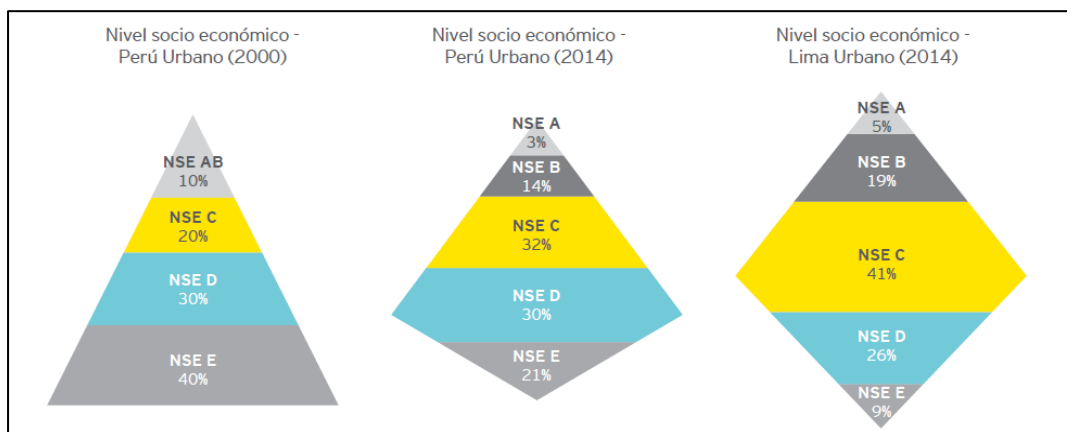 Nivel socio económico -
Perú Urbano (2000)
NSE AB
10%
NSE C
20%
NSE D
30%
NSE E
40%
Nivel socio económico -
Perú Urbano (2014)
NSE A
3%
NSE B
14%
NSE C
32%
NSE D
30%
NSE E
21%
Nivel socio económico -
Lima Urbano (2014)
NSE A
5%
NSE B
19%
NSE C
41%
NSE D
26%
NSE E
9%